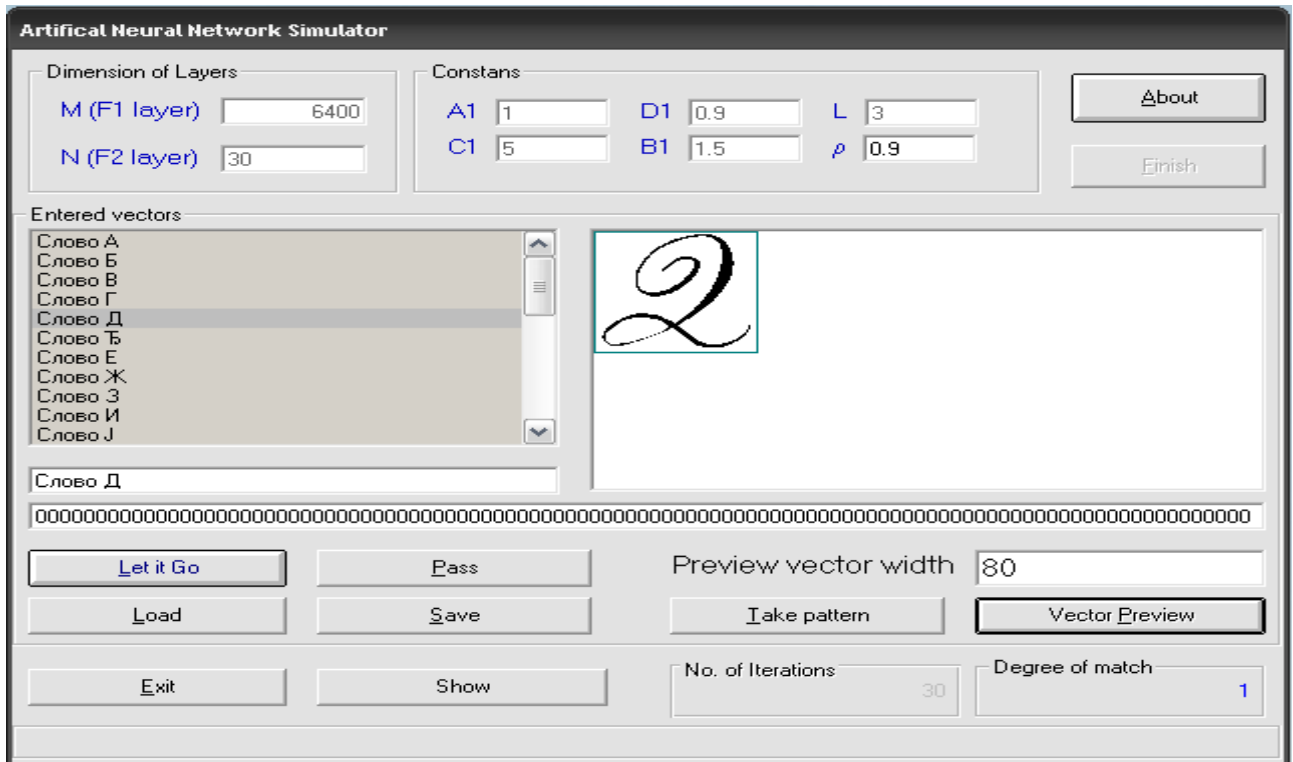 Artifical Neural Network Simulator
Dimension of Layers
M (F1 layer) 6400
N (F2 layer) 30
Constans
A1 1 D1 0.9 L 3
C1 5 B1 1.5 ρ 0.9
About
Finish
Entered vectors
Слово А
Слово Б
Слово В
Слово Г
Слово Д
Слово Ђ
Слово Е
Слово Ж
Слово З
Слово И
Слово Ј
Слово Д
Let it Go
Pass
Preview vector width 80
Load
Save
Take pattern
Vector Preview
Exit
Show
No. of Iterations
30
Degree of match
1